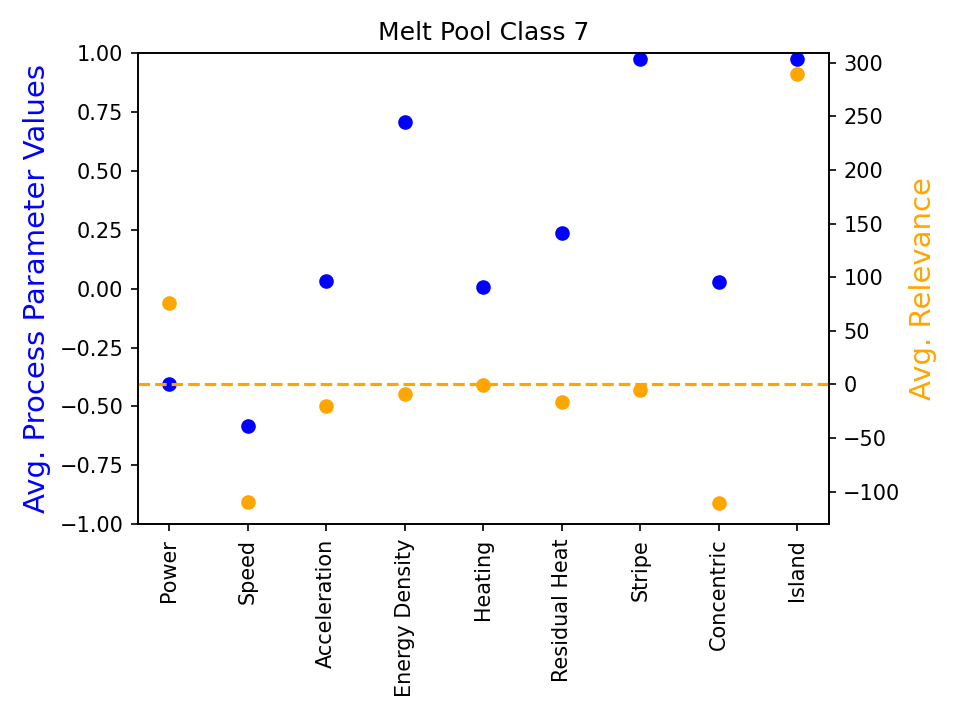 Melt Pool Class 7
Avg. Process Parameter Values
1.00
0.75
0.50
0.25
0.00
−0.25
−0.50
−0.75
−1.00
300
250
200
150
100
50
0
−50
−100
Avg. Relevance
Power
Speed
Acceleration
Energy Density
Heating
Residual Heat
Stripe
Concentric
Island